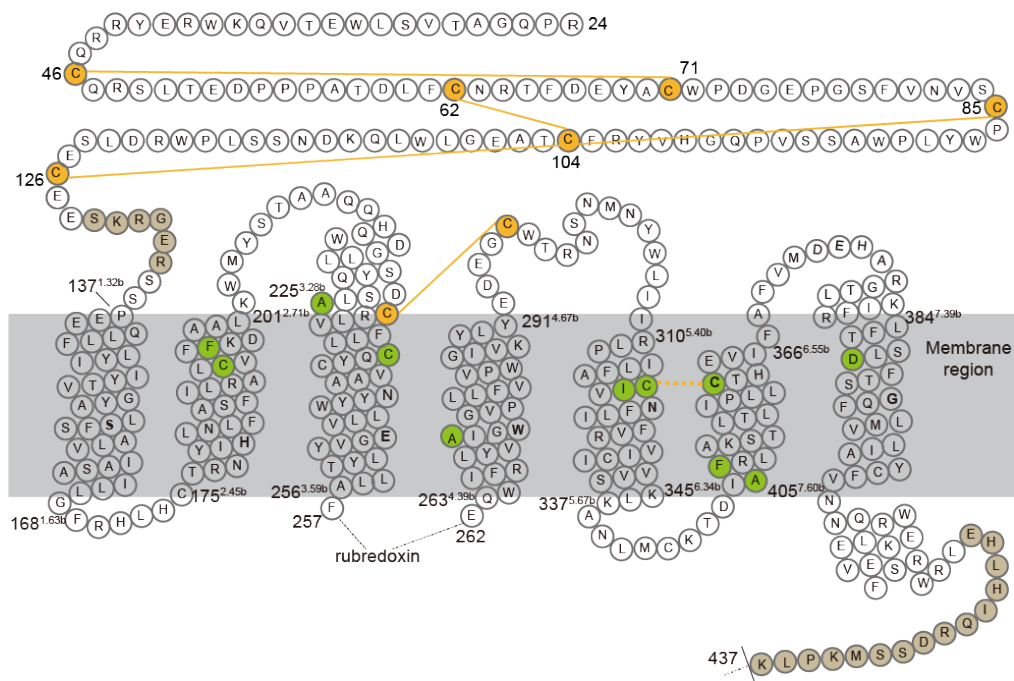 R Y E R W K Q V T E W L S V T A G Q P R 24
R
Q
46 C 71
Q R S L T E D P P P A T D L F C N R T F D E Y A C W P D G E P G S F V N V S
62 85 C
P
S L D R W P L S S N D K Q L W L G E A T C F R Y V H G Q P V S S A W P L Y W
E 104
126 C
E
E S K R G
E
R
S
S
137^1.32b
E E P
F L L Q
I Y L
V T Y I
A Y G
S F S L
V L A
A S A I
G L L I
168^1.63b
F R H L H C
175^2.45b
T R N
N I Y H
L N L F
A S F
L R A
L C V
F F K D
A A L
201^2.71b
K
W M Y S T A A Q Q H D
W Q
L L Y S
Q S D
225^3.28b A L C
V L R
L L F
C Y Q C
A A V
W Y Y N
V L L
Y V G E
T Y L
A L L
256^3.59b
F
257
rubredoxin
E
262
263^4.39b
Q W
I F R
L Y V
A I G W
G V P
L F L
V P W
G I V K
Y L Y
291^4.67b
E D E G C W T R N S N M N Y W L I
310^5.40b
P L R
A F L I
I C
V L F N
R V F
I C I V
S V V
K L K
337^5.67b
A N L M C K T D
345^6.34b
I A
F R L
A K S T
L T L
I P L L
C T H
E V I F
366^6.55b
A F V M D E H A R
L T G K
R F I
384^7.39b
T F L
D L S
S T F
F Q G
V M L
A I L
V F C Y
405^7.60b
N
N Q R W
E L K E
V E S R
F W R L
E H L H I Q R D S S M K P L K
437
Membrane
region